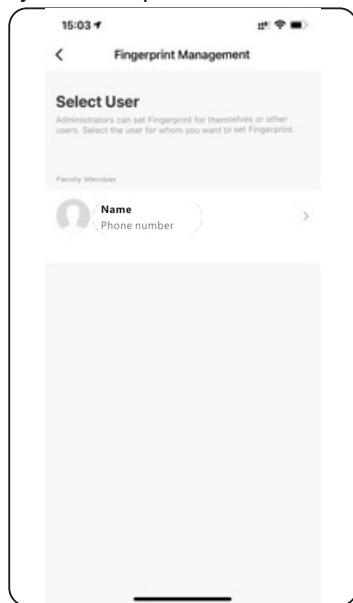 15:03
Fingerprint Management
Select User
Administrators can set Fingerprint for themselves or other
users. Select the user for whom you want to set Fingerprint.
Family Member
Name
Phone number